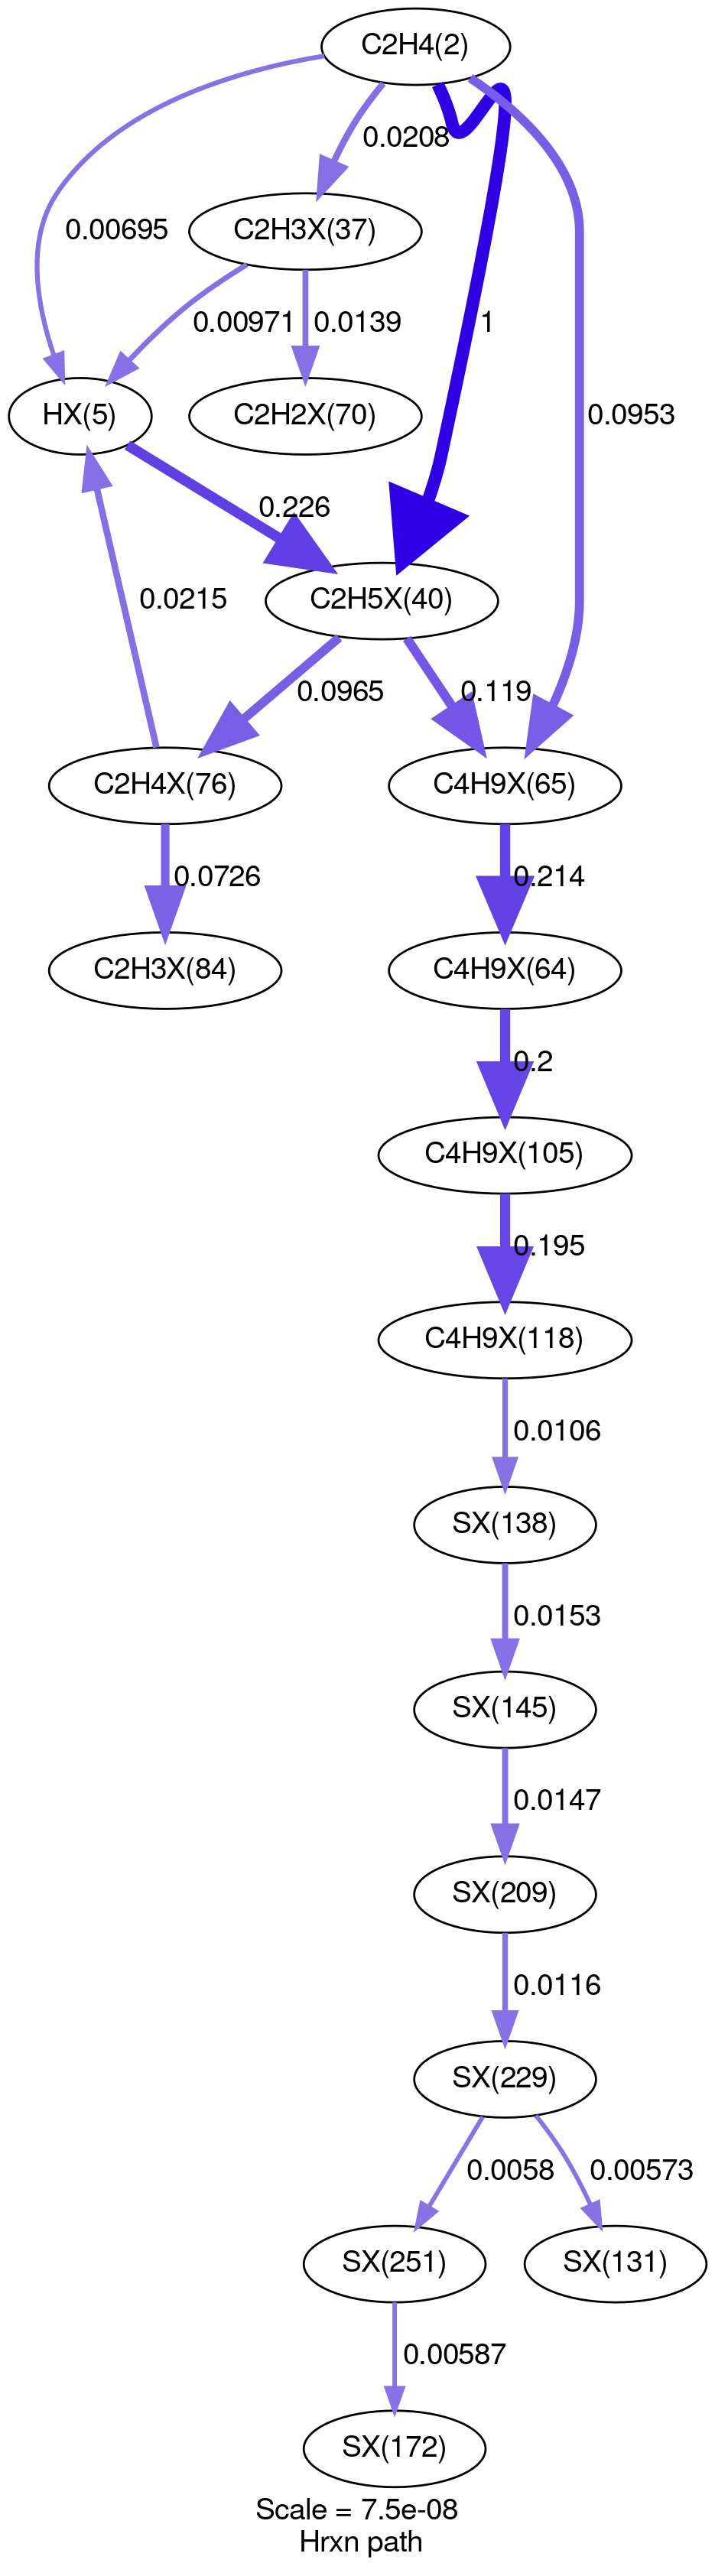 C2H4(2)
0.0208
0.00695
C2H3X(37)
0.00971
0.0139
1
HX(5)
C2H2X(70)
0.0953
0.226
0.0215
C2H5X(40)
0.0965
0.119
C2H4X(76)
C4H9X(65)
0.0726
0.214
C2H3X(84)
C4H9X(64)
0.2
C4H9X(105)
0.195
C4H9X(118)
0.0106
SX(138)
0.0153
SX(145)
0.0147
SX(209)
0.0116
SX(229)
0.0058
0.00573
SX(251)
SX(131)
0.00587
SX(172)
Scale = 7.5e-08
Hrxn path